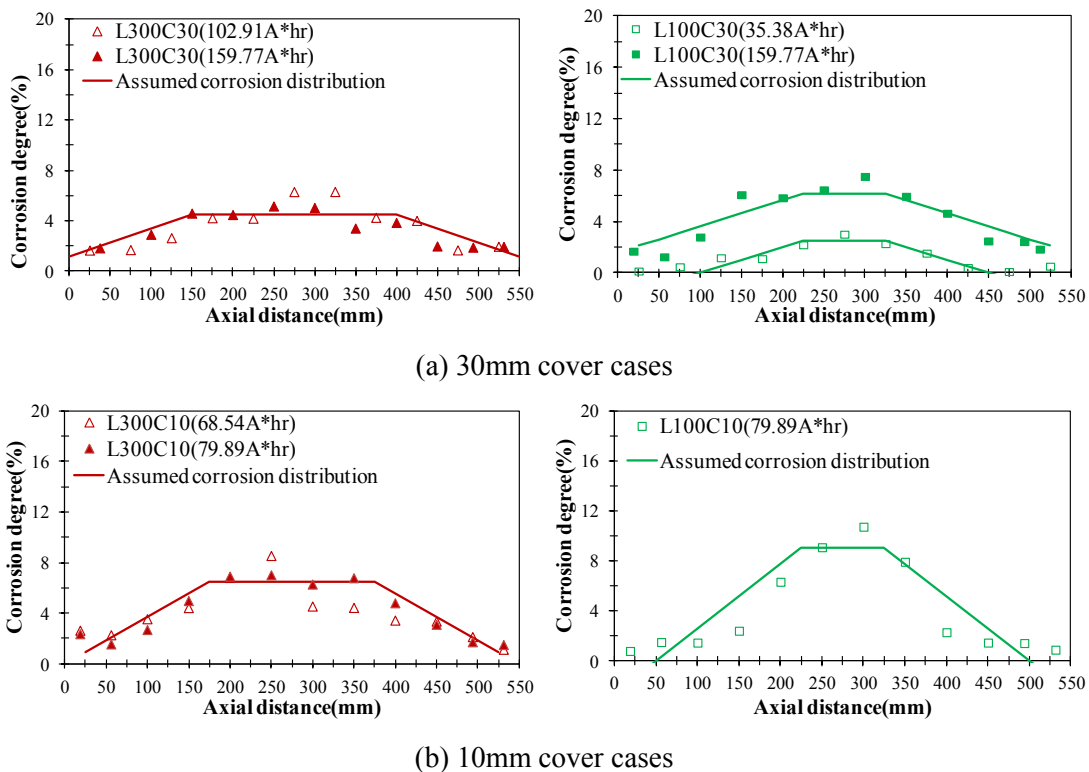 20
16
12
8
4
0
Corrosion degree(%)
L300C30(102.91A*hr)
L300C30(159.77A*hr)
Assumed corrosion distribution
0 50 100 150 200 250 300 350 400 450 500 550
Axial distance(mm)
20
16
12
8
4
0
Corrosion degree(%)
L100C30(35.38A*hr)
L100C30(159.77A*hr)
Assumed corrosion distribution
0 50 100 150 200 250 300 350 400 450 500 550
Axial distance(mm)
(a) 30mm cover cases
20
16
12
8
4
0
Corrosion degree(%)
L300C10(68.54A*hr)
L300C10(79.89A*hr)
Assumed corrosion distribution
0 50 100 150 200 250 300 350 400 450 500 550
Axial distance(mm)
20
16
12
8
4
0
Corrosion degree(%)
L100C10(79.89A*hr)
Assumed corrosion distribution
0 50 100 150 200 250 300 350 400 450 500 550
Axial distance(mm)
(b) 10mm cover cases